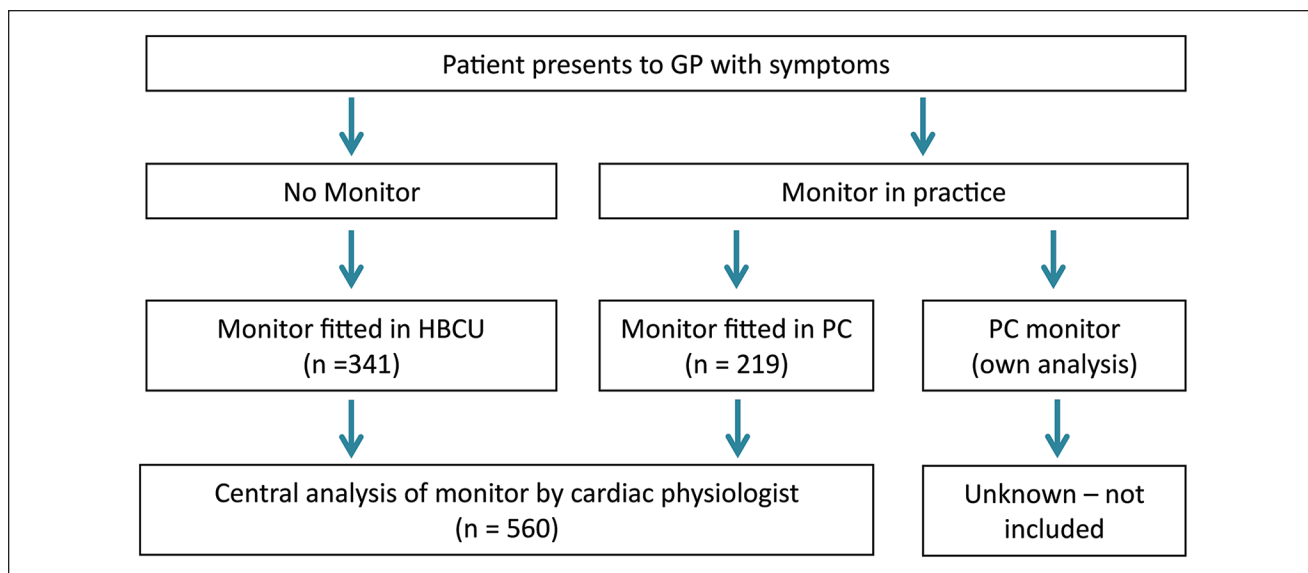 Patient presents to GP with symptoms
No Monitor
Monitor in practice
Monitor fitted in HBCU
(n =341)
Monitor fitted in PC
(n = 219)
PC monitor
(own analysis)
Central analysis of monitor by cardiac physiologist
(n = 560)
Unknown – not
included